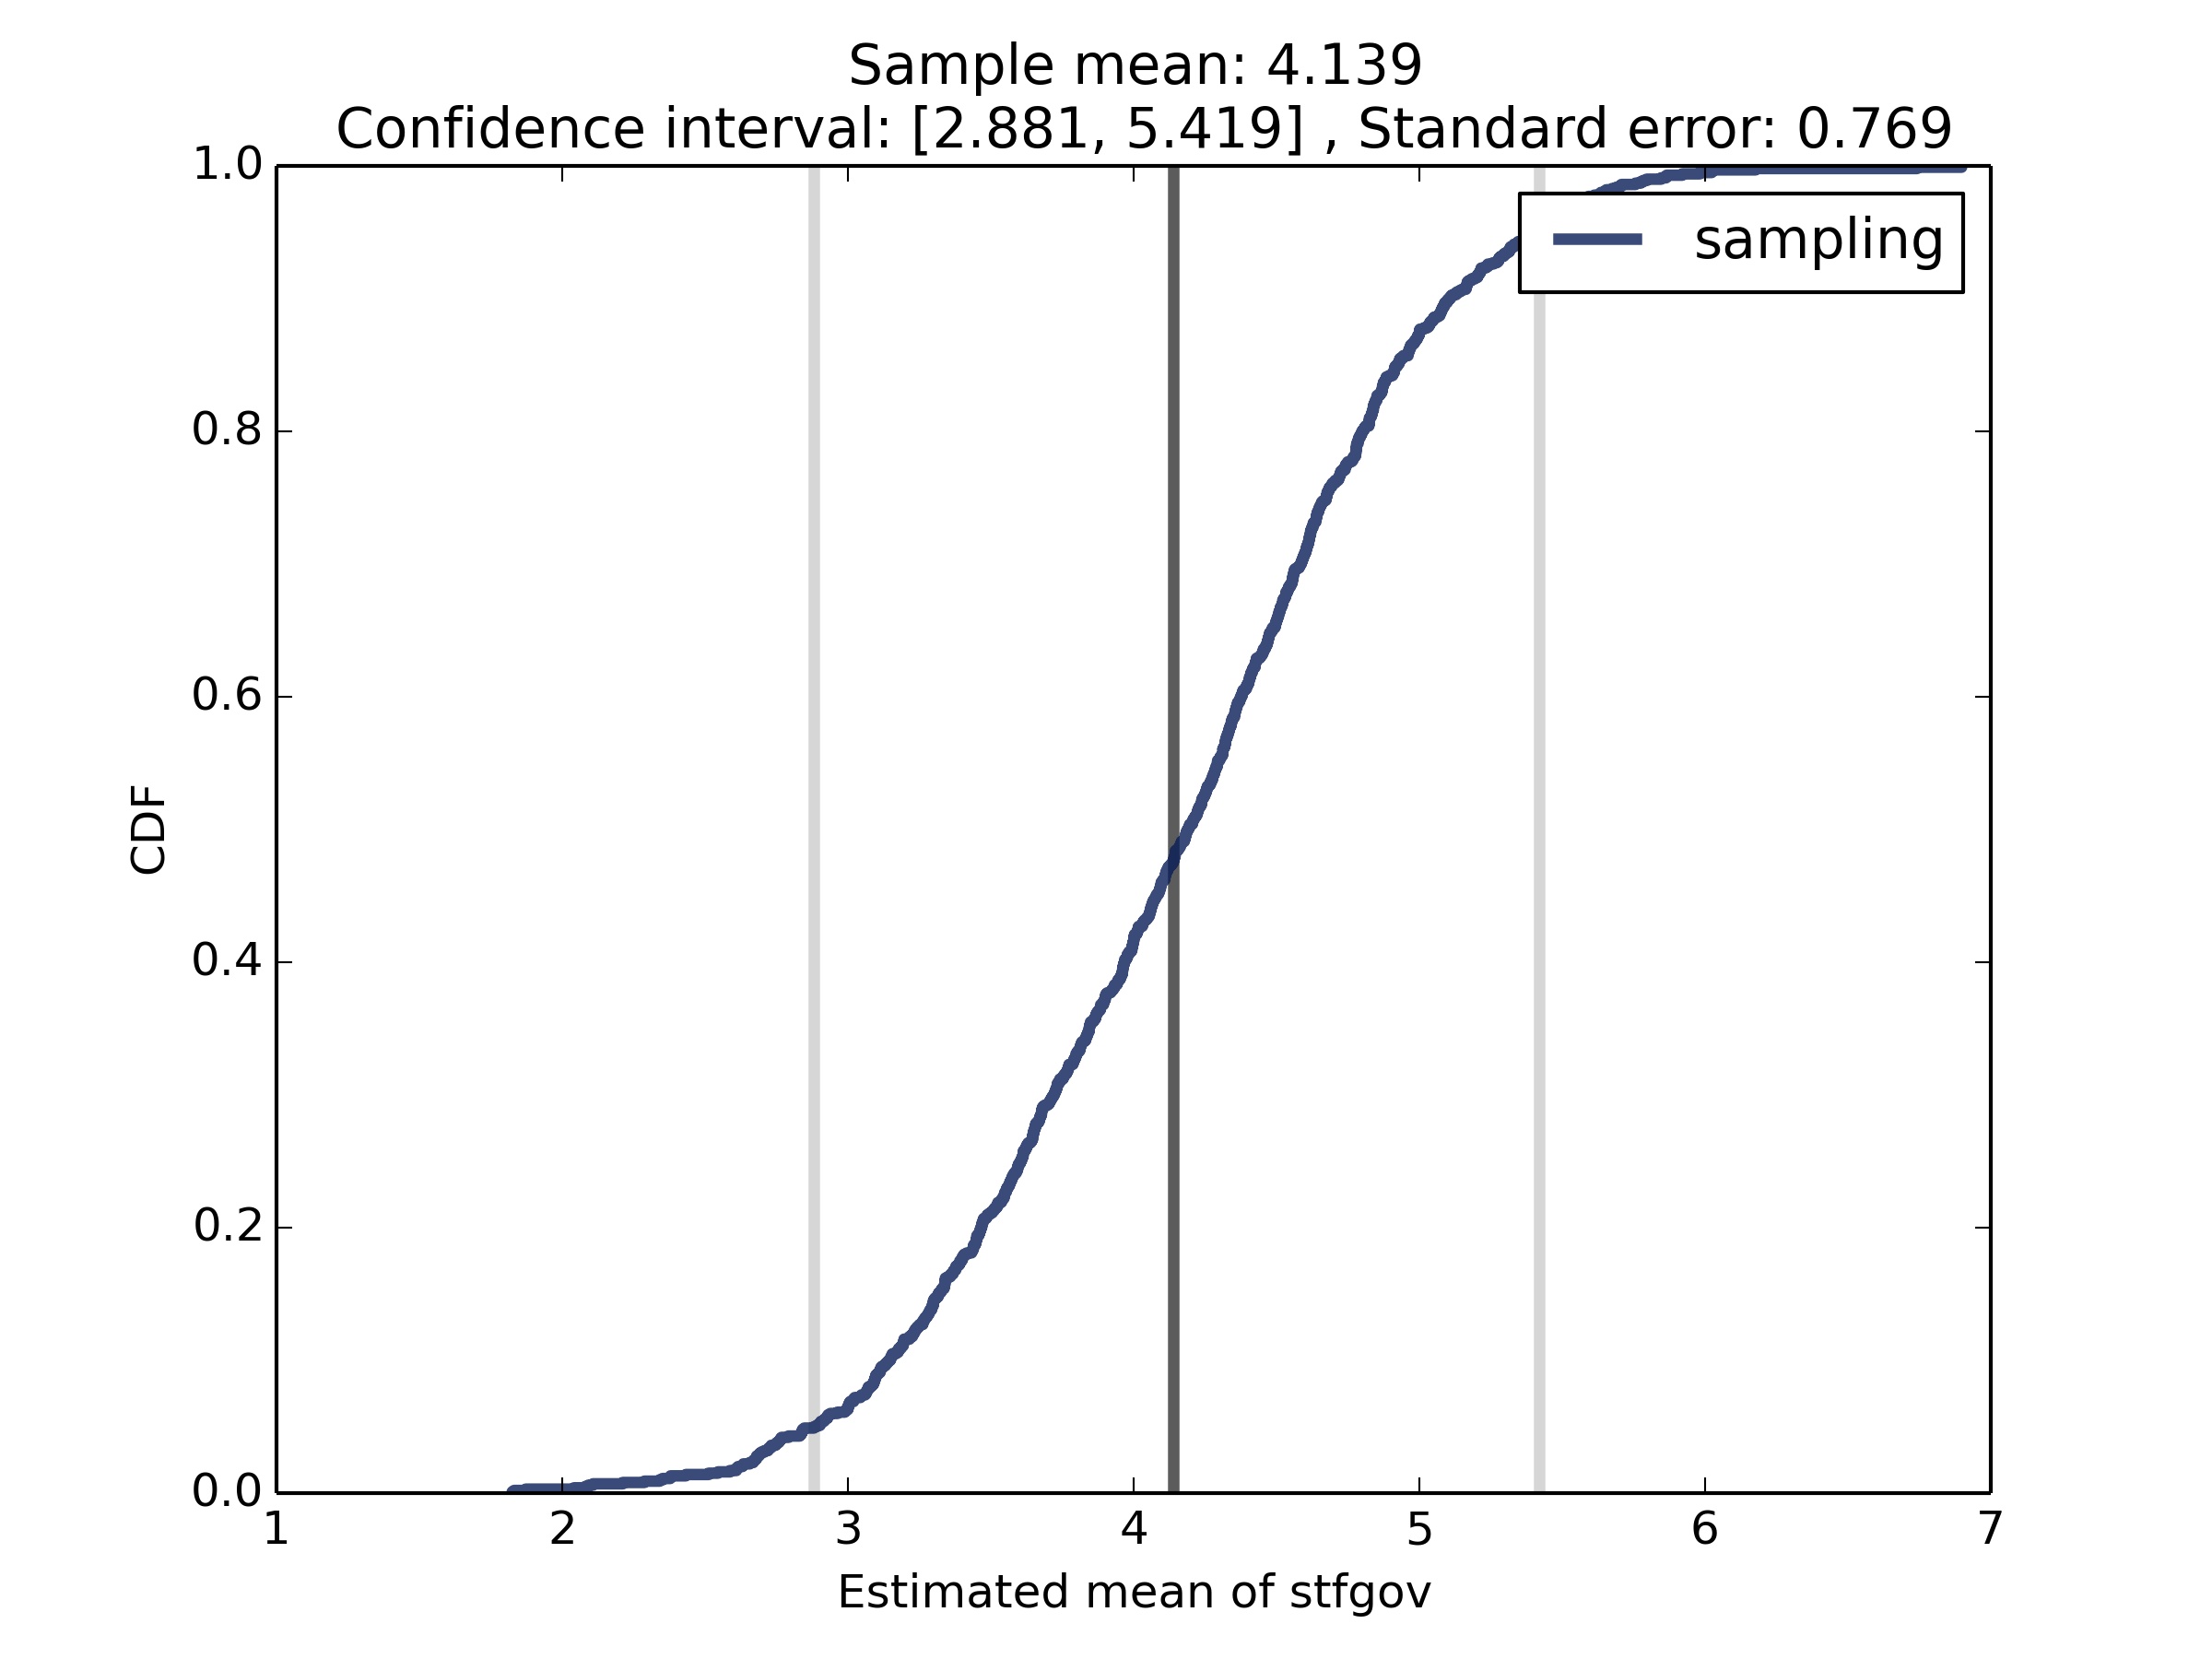 Sample mean: 4.139
Confidence interval: [2.881, 5.419] , Standard error: 0.769
1.0
sampling
0.8
0.6
CDF
0.4
0.2
0.0
1 2 3 4 5 6 7
Estimated mean of stfgov